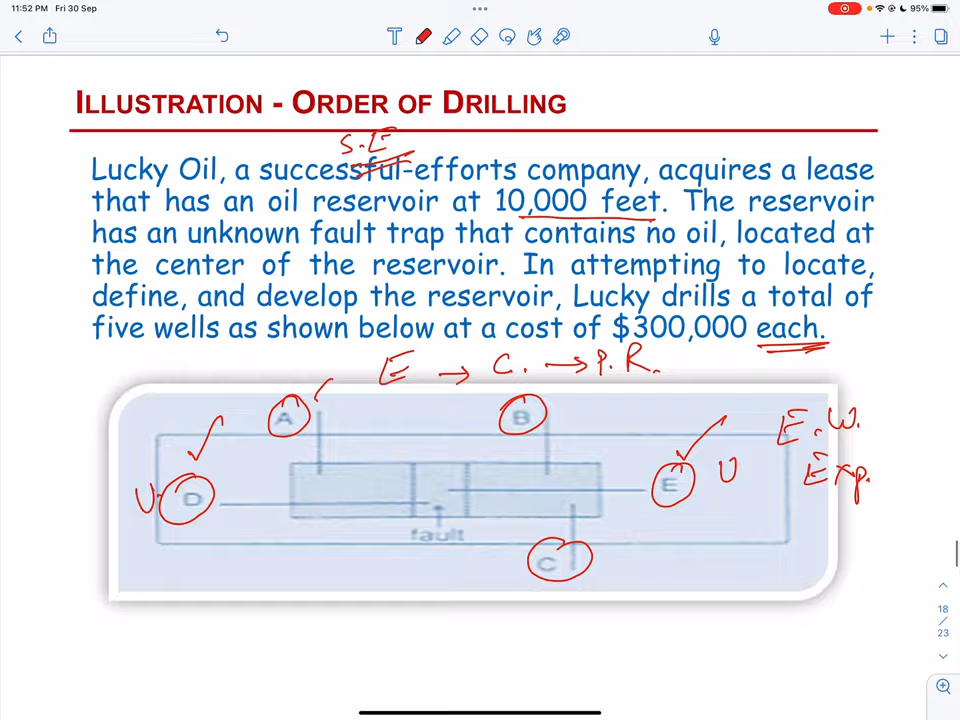 11:52 PM Fri 30 Sep
95%
ILLUSTRATION - ORDER OF DRILLING
S.E
Lucky Oil, a successful-efforts company, acquires a lease
that has an oil reservoir at 10,000 feet. The reservoir
has an unknown fault trap that contains no oil, located at
the center of the reservoir. In attempting to locate,
define, and develop the reservoir, Lucky drills a total of
five wells as shown below at a cost of $300,000 each.
E → C. → P.R.
A B E.W.
U D E U Exp.
fault
C
18
/
23